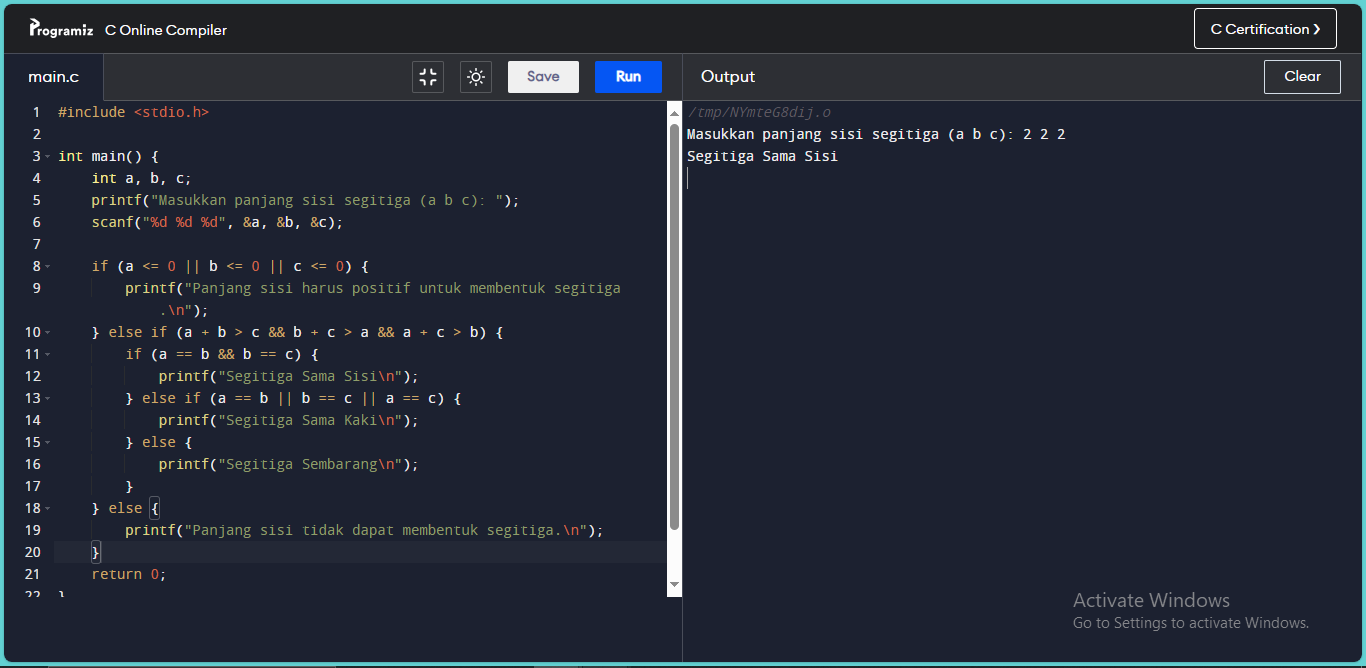 Programiz C Online Compiler
C Certification ❯
main.c
Save
Run
Output
Clear
1 #include <stdio.h>
2
3 int main() {
4     int a, b, c;
5     printf("Masukkan panjang sisi segitiga (a b c): ");
6     scanf("%d %d %d", &a, &b, &c);
7
8     if (a <= 0 || b <= 0 || c <= 0) {
9         printf("Panjang sisi harus positif untuk membentuk segitiga
            .\n");
10     } else if (a + b > c && b + c > a && a + c > b) {
11         if (a == b && b == c) {
12             printf("Segitiga Sama Sisi\n");
13         } else if (a == b || b == c || a == c) {
14             printf("Segitiga Sama Kaki\n");
15         } else {
16             printf("Segitiga Sembarang\n");
17         }
18     } else {
19         printf("Panjang sisi tidak dapat membentuk segitiga.\n");
20     }
21     return 0;
22 }
/tmp/NYmteG8dij.o
Masukkan panjang sisi segitiga (a b c): 2 2 2
Segitiga Sama Sisi
Activate Windows
Go to Settings to activate Windows.